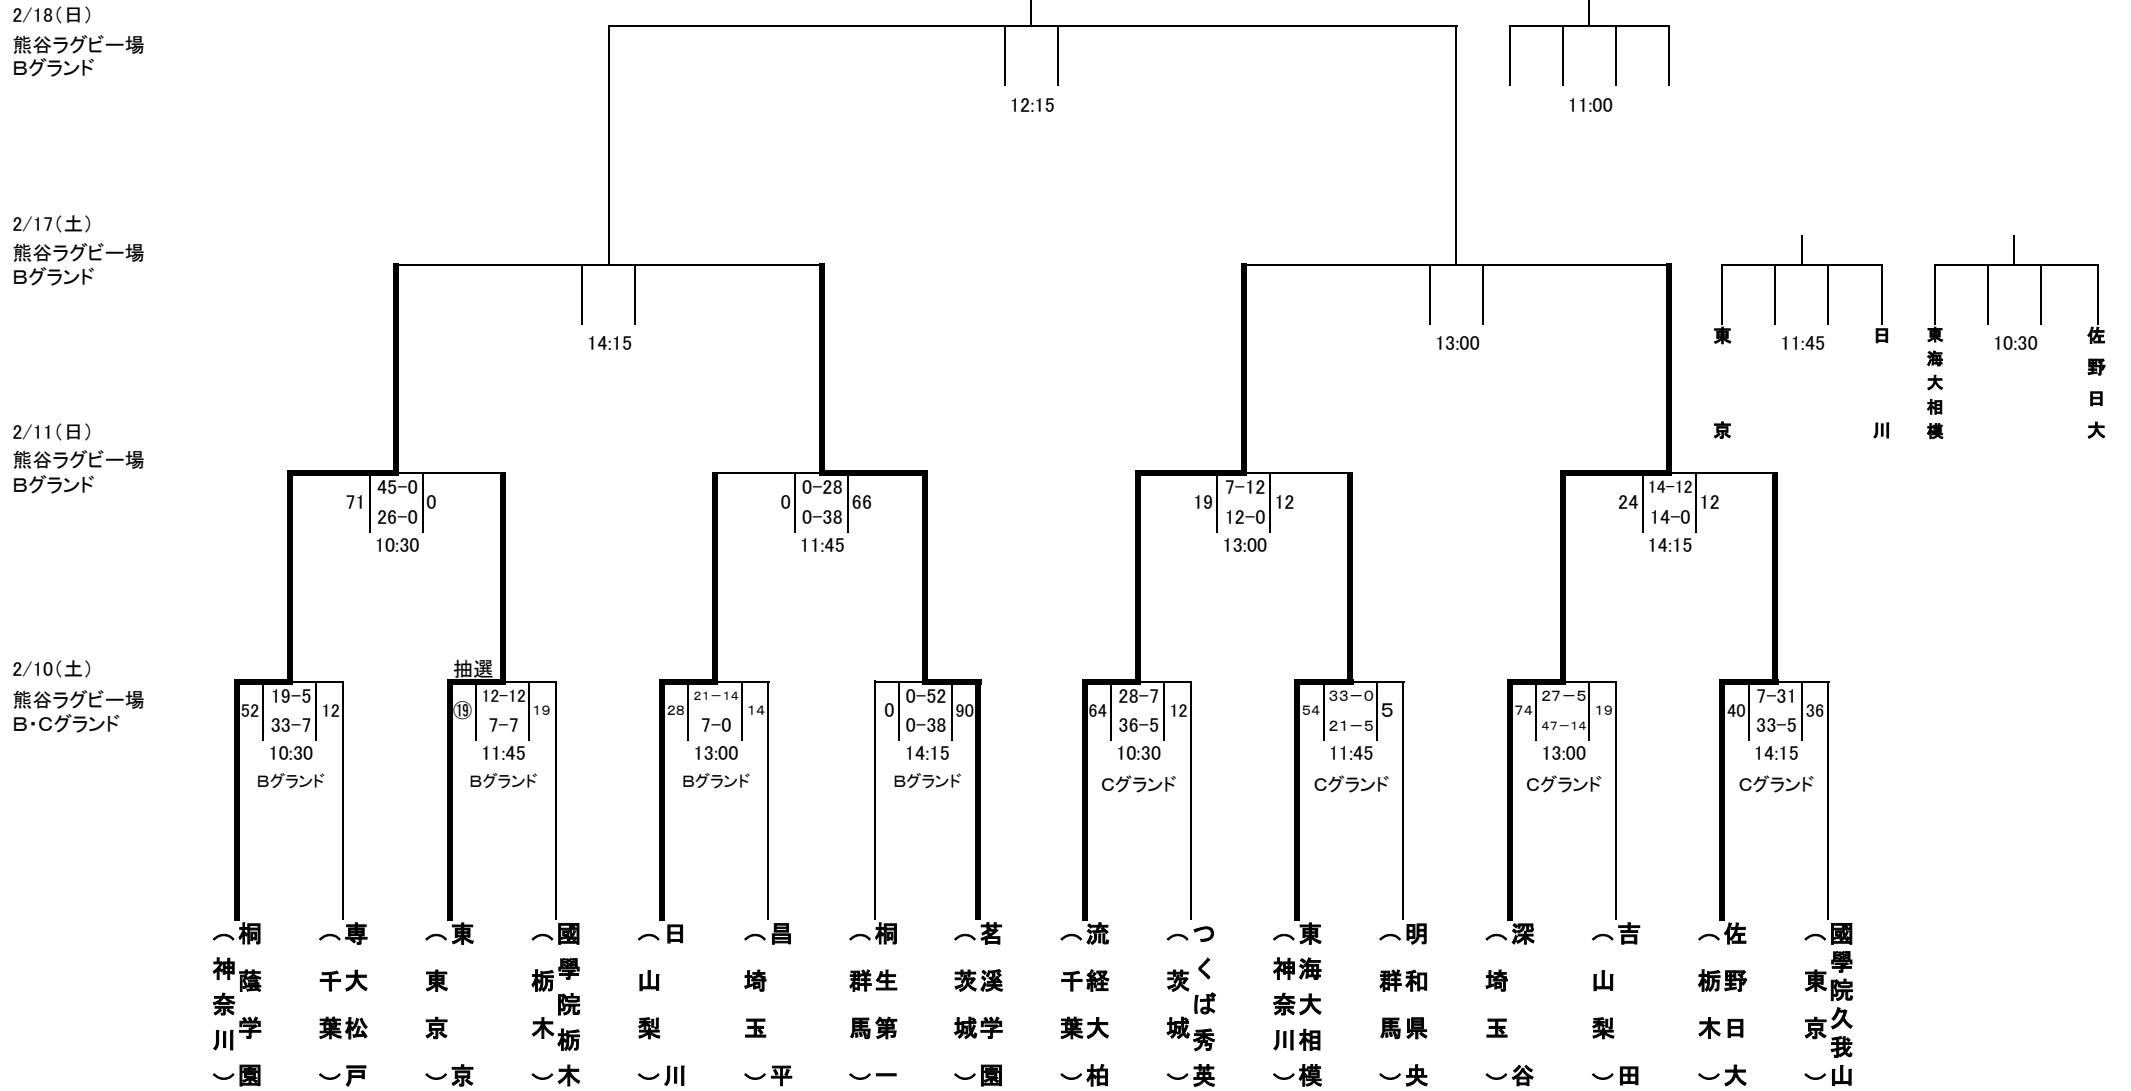 2/18(日)
熊谷ラグビー場
Bグランド
12:15
11:00
2/17(土)
熊谷ラグビー場
Bグランド
14:15
13:00
東京
11:45
日川
東海大相模
10:30
佐野日大
2/11(日)
熊谷ラグビー場
Bグランド
71 45-0 0
26-0
10:30
0 0-28 66
0-38
11:45
19 7-12 12
12-0
13:00
24 14-12 12
14-0
14:15
2/10(土)
熊谷ラグビー場
B・Cグランド
52 19-5 12
33-7
10:30
Bグランド
抽選
⑲ 12-12 19
7-7
11:45
Bグランド
28 21-14 14
7-0
13:00
Bグランド
0 0-52 90
0-38
14:15
Bグランド
64 28-7 12
36-5
10:30
Cグランド
54 33-0 5
21-5
11:45
Cグランド
74 27-5 19
47-14
13:00
Cグランド
40 7-31 36
33-5
14:15
Cグランド
桐蔭学園
(神奈川)
専大松戸
(千葉)
東京
(東京)
國學院栃木
(栃木)
日川
(山梨)
昌平
(埼玉)
桐生第一
(群馬)
茗溪学園
(茨城)
流経大柏
(千葉)
つくば秀英
(茨城)
東海大相模
(神奈川)
明和県央
(群馬)
深谷
(埼玉)
吉田
(山梨)
佐野日大
(栃木)
國學院久我山
(東京)